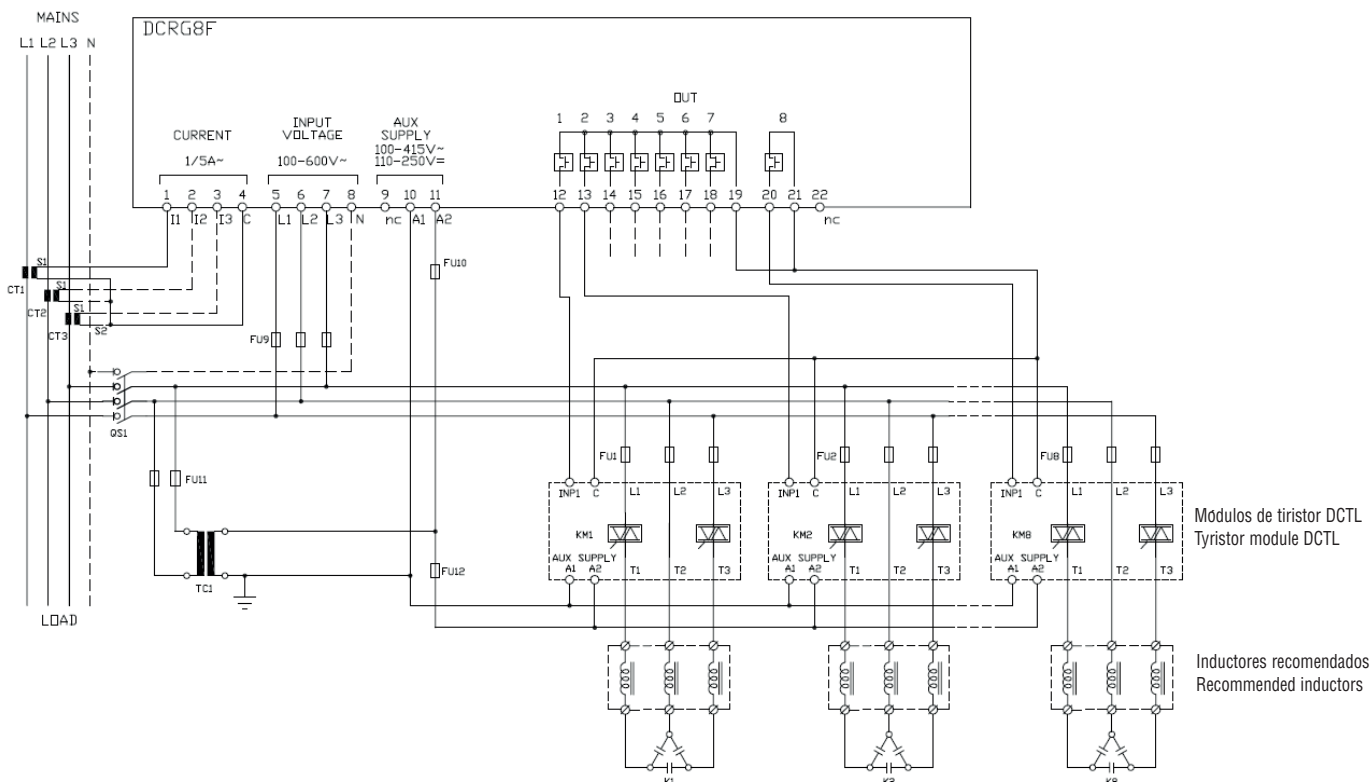 MAINS
L1 L2 L3 N
DCRG8F
OUT
1 2 3 4 5 6 7 8
CURRENT
1/5A~
INPUT
VOLTAGE
100-600V~
AUX
SUPPLY
100-415V~
110-250V=
1 2 3 4 5 6 7 8 9 10 11 12 13 14 15 16 17 18 19 20 21 22
I1 I2 I3 C L1 L2 L3 N nc A1 A2 nc
S1
CT1
S1
CT2
S1
CT3 S2
FU10
FU9
QS1
FU11
FU12
TC1
LOAD
FU1 FU2 FU8
INP1 C L1 L2 L3
KM1
AUX SUPPLY
A1 A2 T1 T2 T3
INP1 C L1 L2 L3
KM2
AUX SUPPLY
A1 A2 T1 T2 T3
INP1 C L1 L2 L3
KM8
AUX SUPPLY
A1 A2 T1 T2 T3
Módulos de tiristor DCTL
Tyristor module DCTL
Inductores recomendados
Recommended inductors
K1